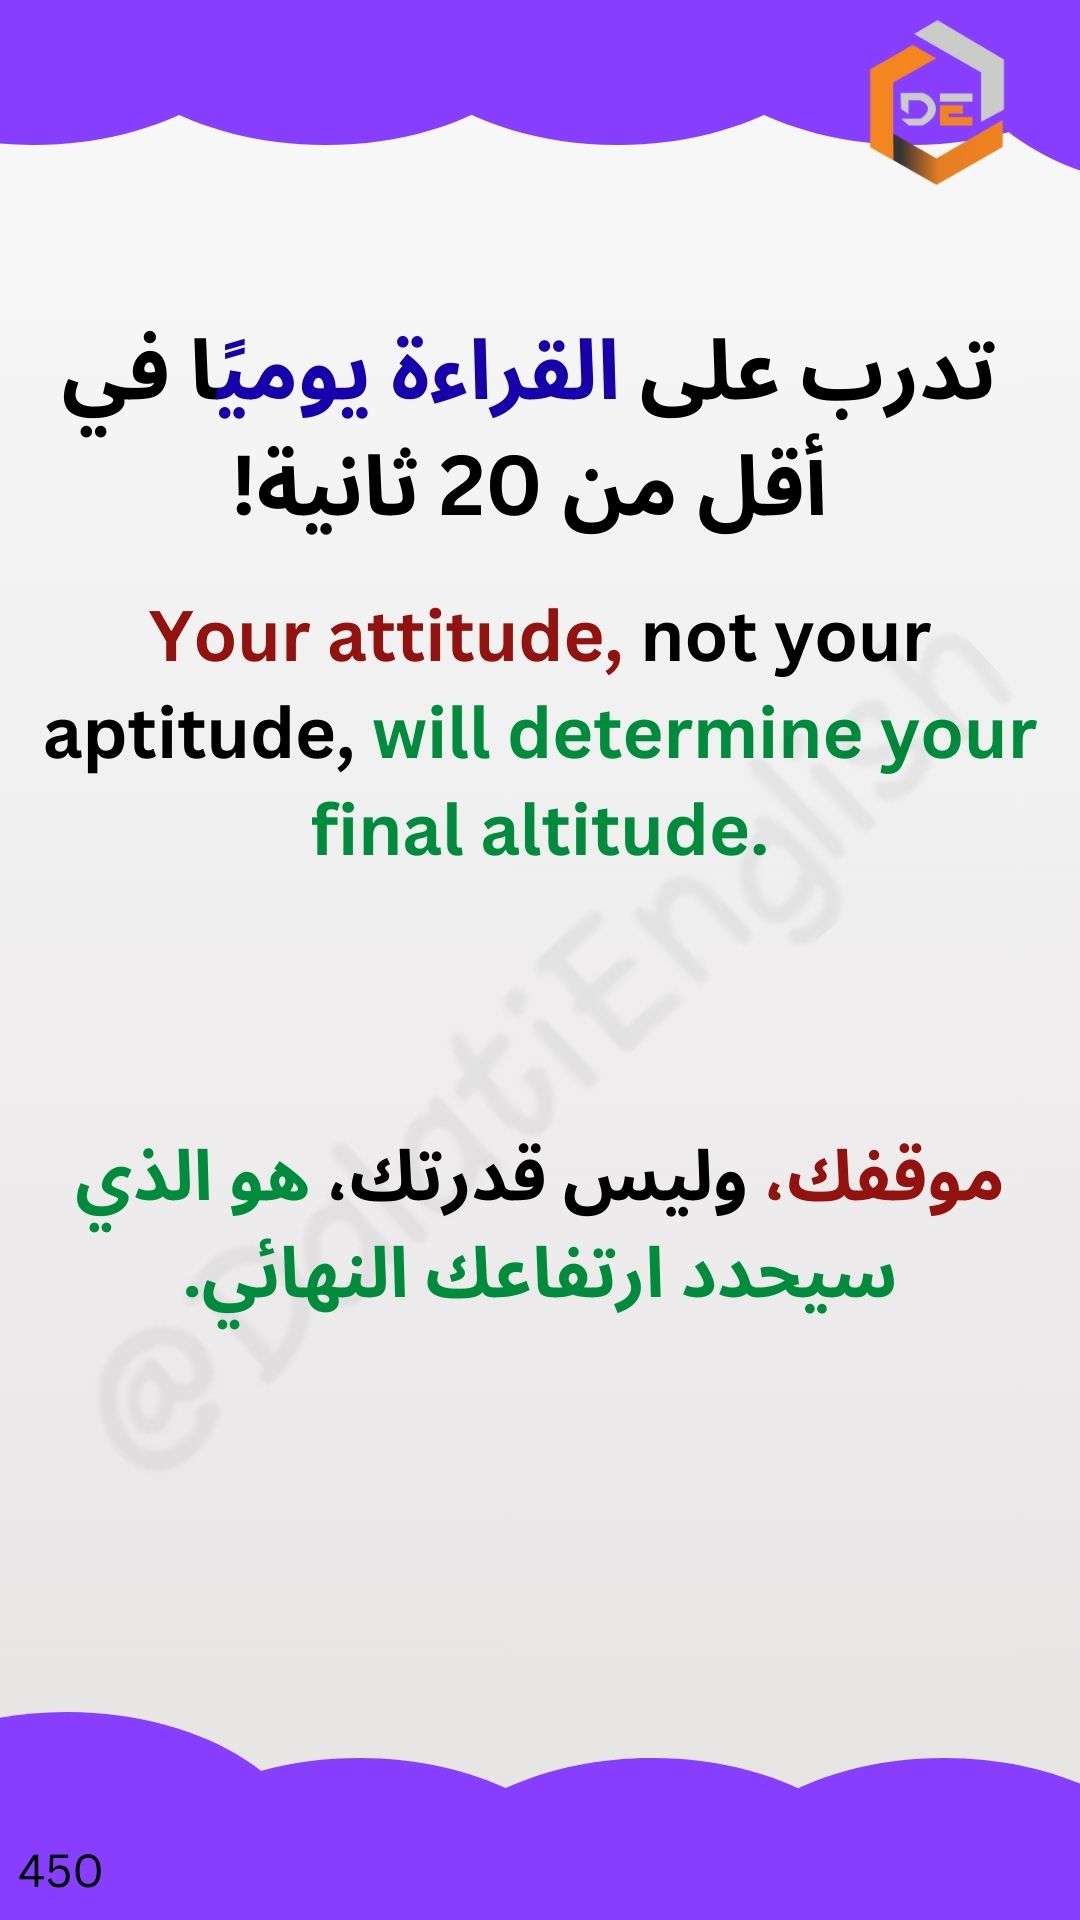 DE
تدرب على القراءة يوميًا في
أقل من 20 ثانية!
Your attitude, not your
aptitude, will determine your
final altitude.
موقفك، وليس قدرتك، هو الذي
سيحدد ارتفاعك النهائي.
@DalatiEnglish
450